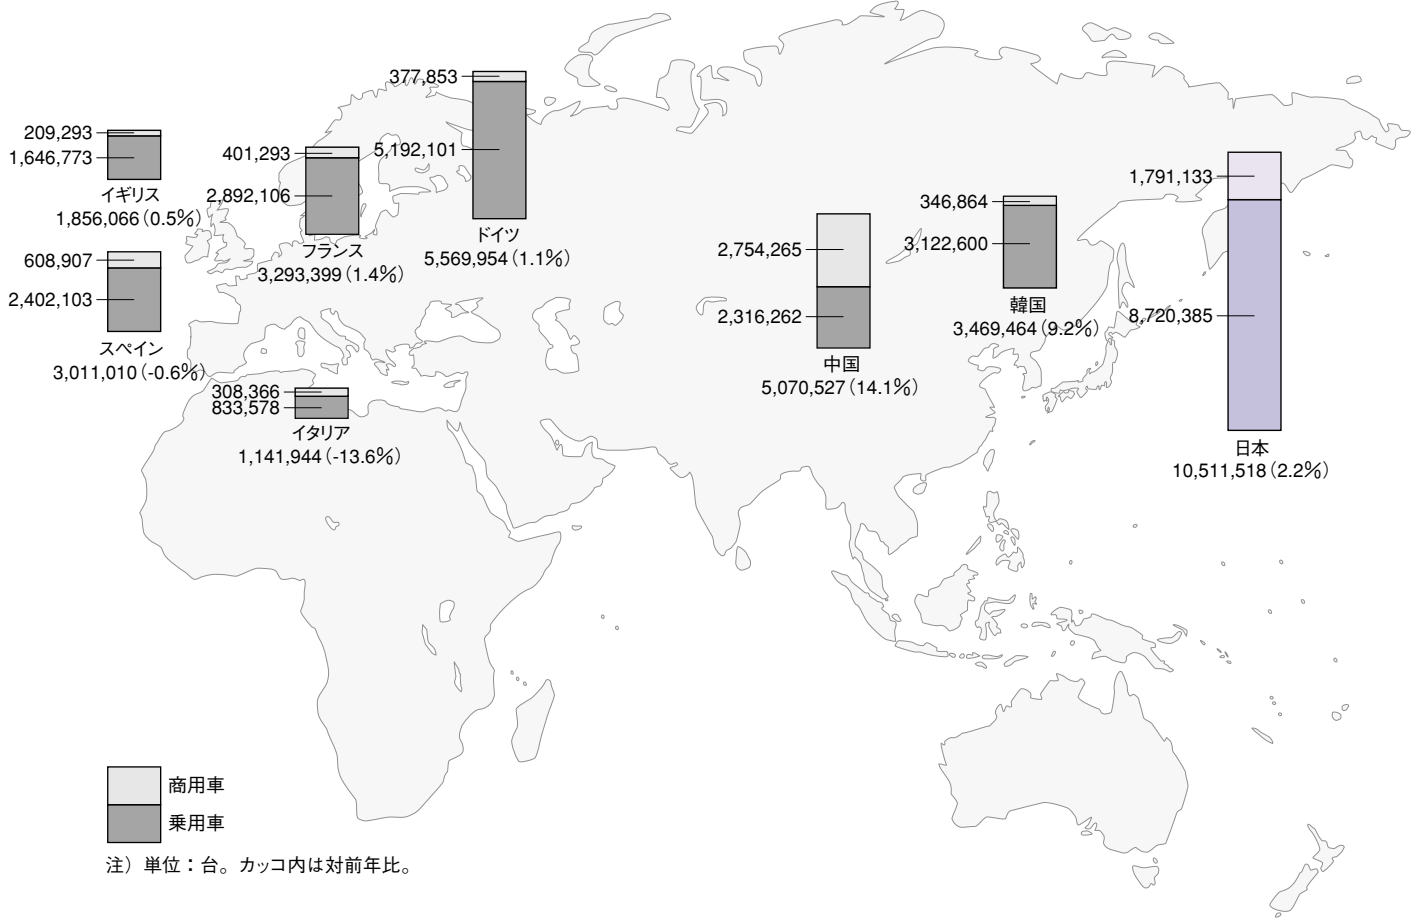 209,293
1,646,773
イギリス
1,856,066（0.5％）
608,907
2,402,103
スペイン
3,011,010（-0.6％）
401,293
2,892,106
フランス
3,293,399（1.4％）
308,366
833,578
イタリア
1,141,944（-13.6％）
377,853
5,192,101
ドイツ
5,569,954（1.1％）
2,754,265
2,316,262
中国
5,070,527（14.1％）
346,864
3,122,600
韓国
3,469,464（9.2％）
1,791,133
8,720,385
日本
10,511,518（2.2％）
商用車
乗用車
注）単位：台。カッコ内は対前年比。